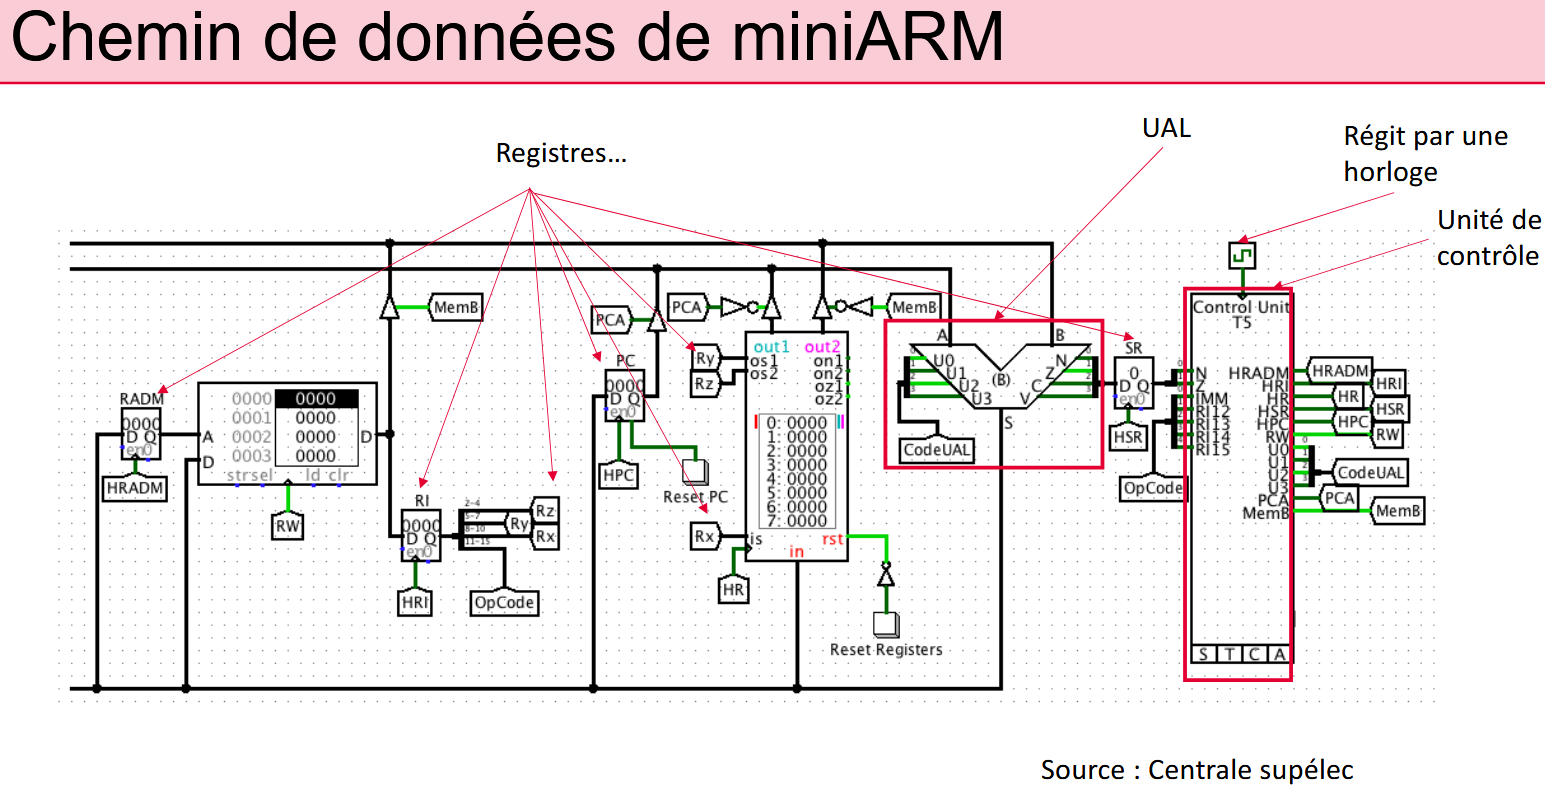 Chemin de données de miniARM
Registres...
UAL
Régit par une
horloge
Unité de
contrôle
MemB
PCA
PCA
MemB
Control Unit
T5
RADM
0000
D Q
en0
HRADM
0000 0000
0001 0000
0002 0000
0003 0000
A
D
D
strsel ld clr
RW
RI
0000
D Q
en0
HRI
2-4
5-7
8-10
11-15
Rz
Ry
Rx
OpCode
PC
0000
D Q
en0
HPC
Reset PC
Ry
Rz
Rx
HR
out1 out2
os1 on1
os2 on2
oz1
oz2
0: 0000
1: 0000
2: 0000
3: 0000
4: 0000
5: 0000
6: 0000
7: 0000
is rst
in
Reset Registers
A B
U0 N
U1 Z
U2 C
U3 V
(B)
S
CodeUAL
SR
0
D Q
en0
HSR
OpCode
N
Z
IMM
RI12
RI13
RI14
RI15
HRADM
HRI
HR
HSR
HPC
RW
U0
U1
U2
U3
PCA
MemB
HRADM
HRI
HR
HSR
HPC
RW
CodeUAL
PCA
MemB
S T C A
Source : Centrale supélec